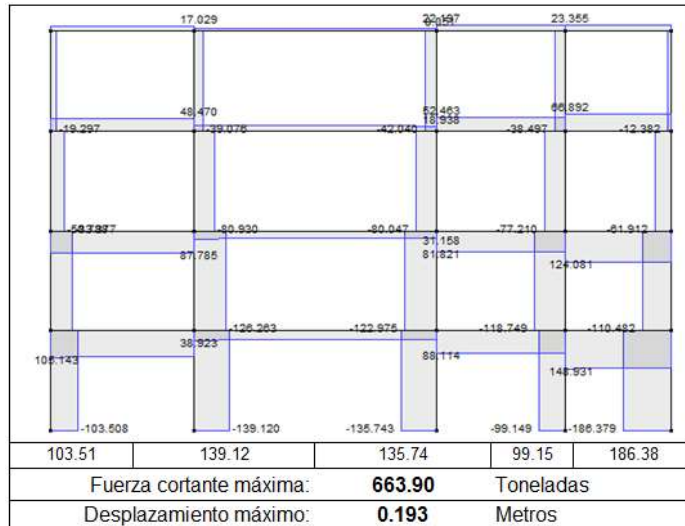 17.029 22.197 23.355
48.470 52.463 66.892
18.938
-19.297 -39.076 -42.040 -38.497 -12.382
-80.930 -80.047 -77.210 -61.912
31.158
87.785 81.821 124.081
-126.263 -122.975 -118.749 -110.482
38.923
105.143 88.114 148.931
-103.508 -139.120 -135.743 -99.149 -186.379
103.51 139.12 135.74 99.15 186.38
Fuerza cortante máxima: 663.90 Toneladas
Desplazamiento máximo: 0.193 Metros